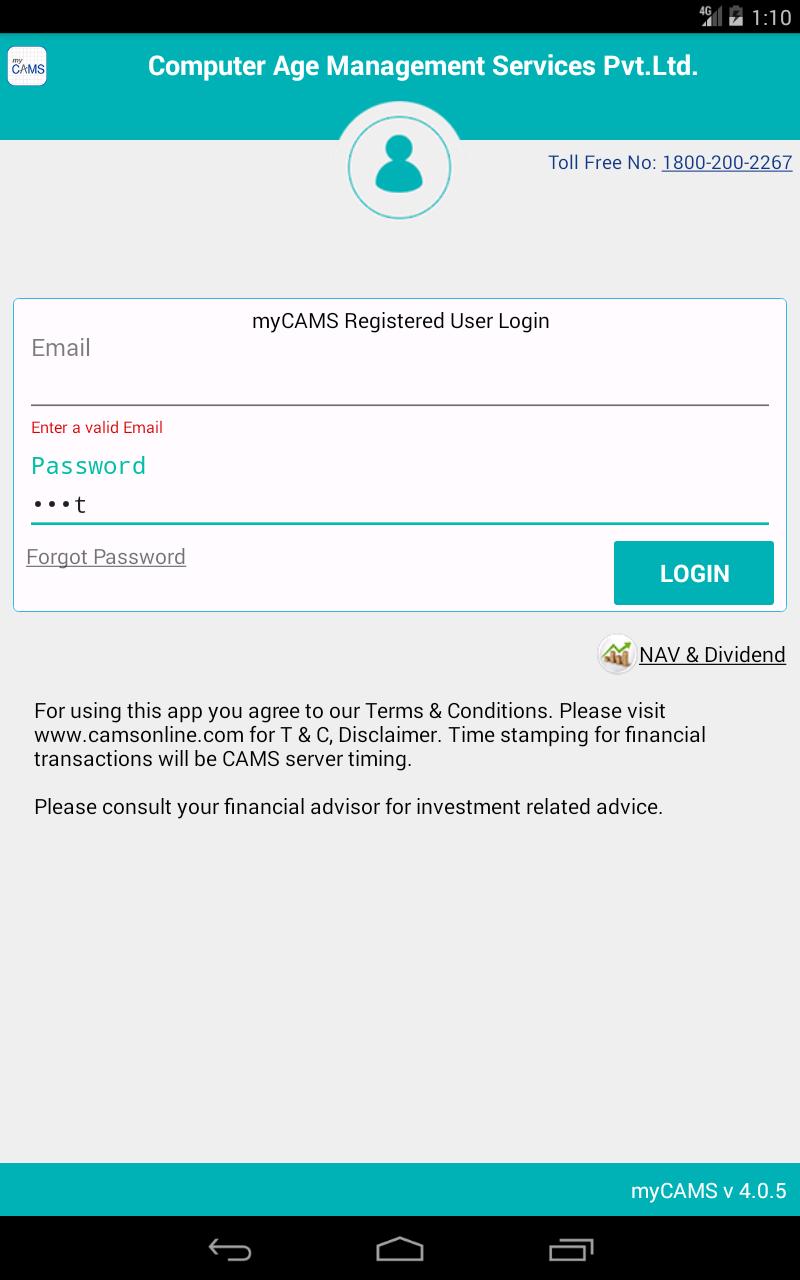 4G 1:10
my
CAMS
Computer Age Management Services Pvt.Ltd.
Toll Free No: 1800-200-2267
myCAMS Registered User Login
Email
Enter a valid Email
Password
•••t
Forgot Password
LOGIN
NAV & Dividend
For using this app you agree to our Terms & Conditions. Please visit
www.camsonline.com for T & C, Disclaimer. Time stamping for financial
transactions will be CAMS server timing.
Please consult your financial advisor for investment related advice.
myCAMS v 4.0.5